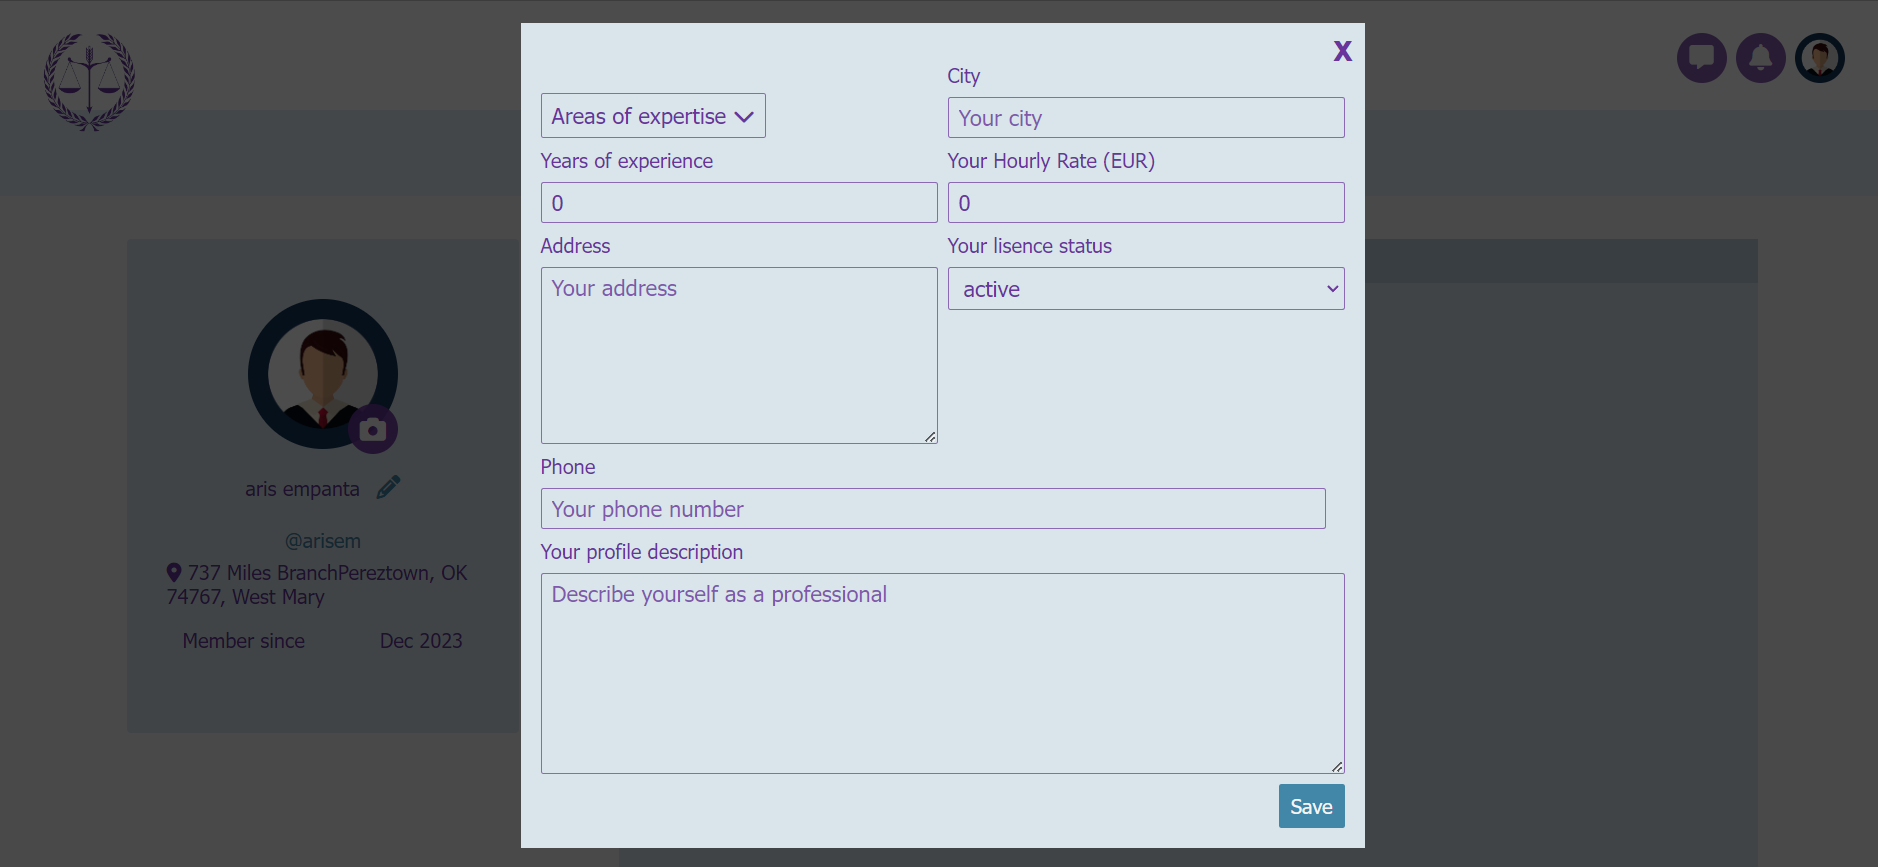 X
City
Areas of expertise
Your city
Years of experience
Your Hourly Rate (EUR)
0
0
Address
Your lisence status
Your address
active
Phone
Your phone number
Your profile description
Describe yourself as a professional
Save
aris empanta
@arisem
737 Miles BranchPereztown, OK
74767, West Mary
Member since Dec 2023